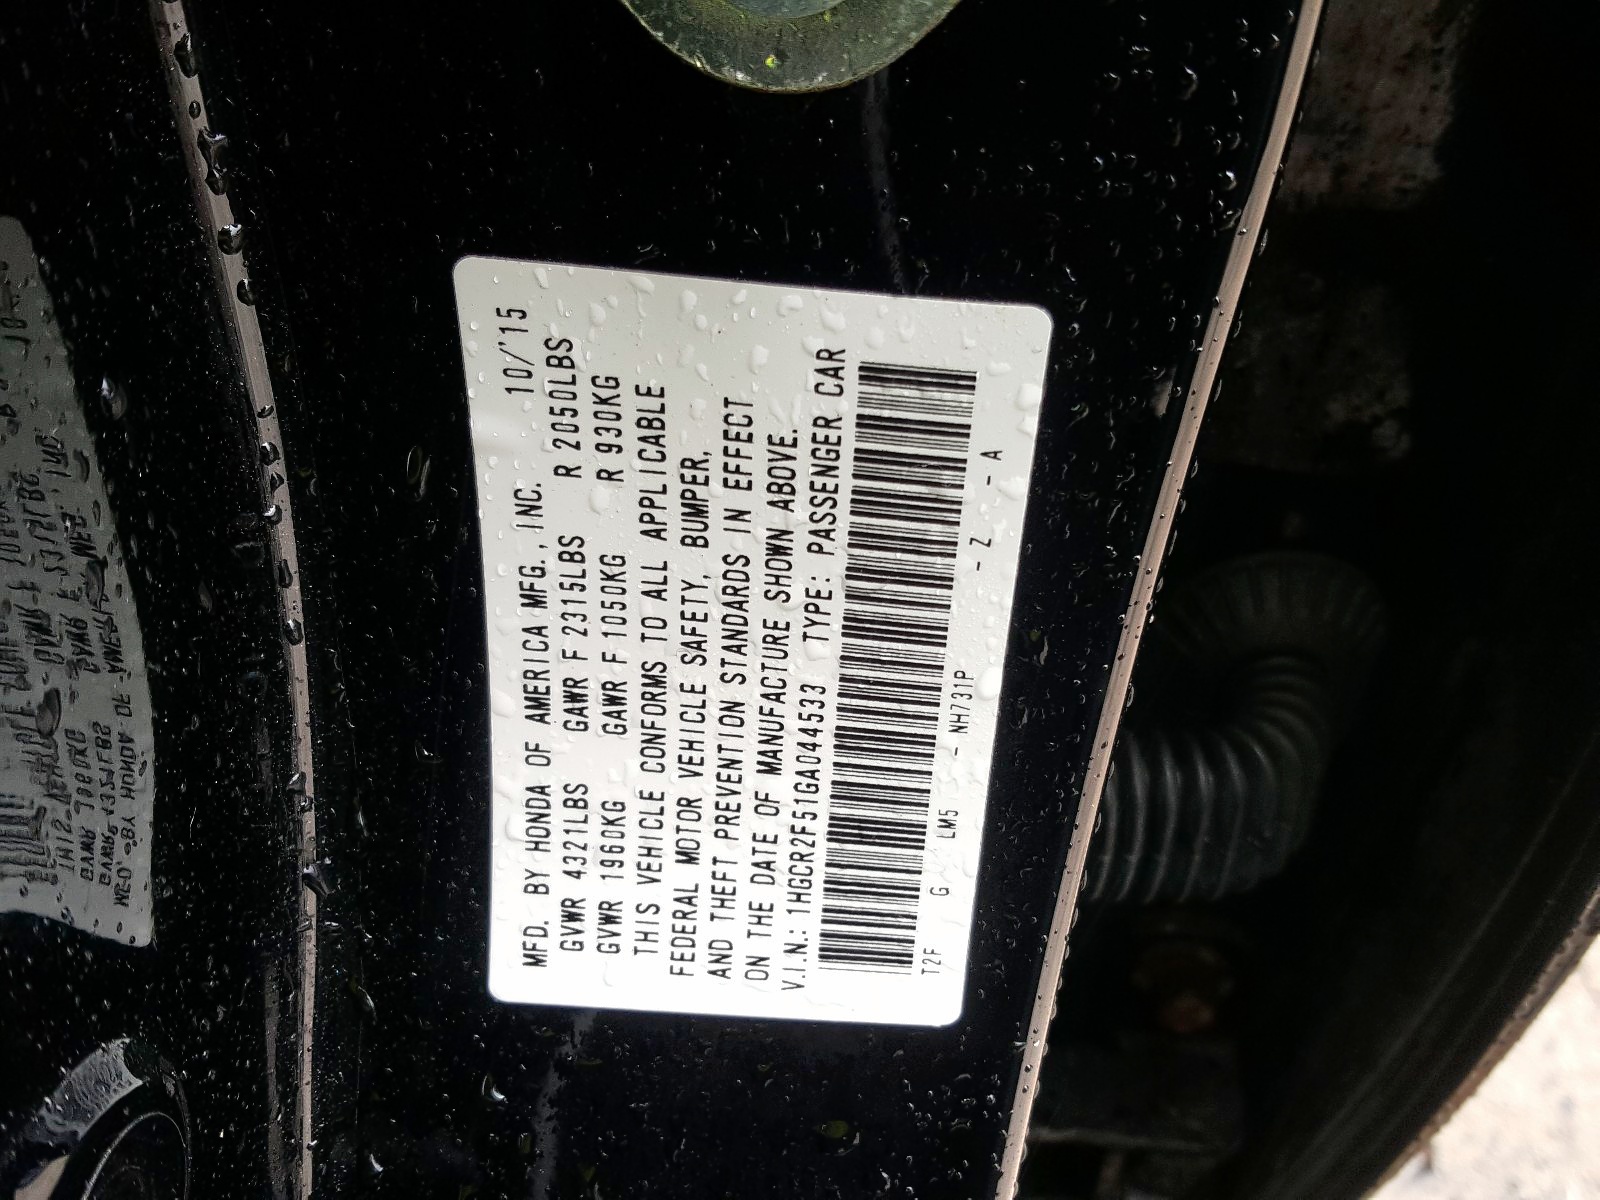 MFD. BY HONDA OF AMERICA MFG., INC. 10/'15
GVWR 4321LBS GAWR F 2315LBS R 2050LBS
GVWR 1960KG GAWR F 1050KG R 930KG
THIS VEHICLE CONFORMS TO ALL APPLICABLE
FEDERAL MOTOR VEHICLE SAFETY, BUMPER,
AND THEFT PREVENTION STANDARDS IN EFFECT
ON THE DATE OF MANUFACTURE SHOWN ABOVE.
V.I.N.: 1HGCR2F51GA044533 TYPE: PASSENGER CAR
T2F G LM5 - NH731P - Z - A